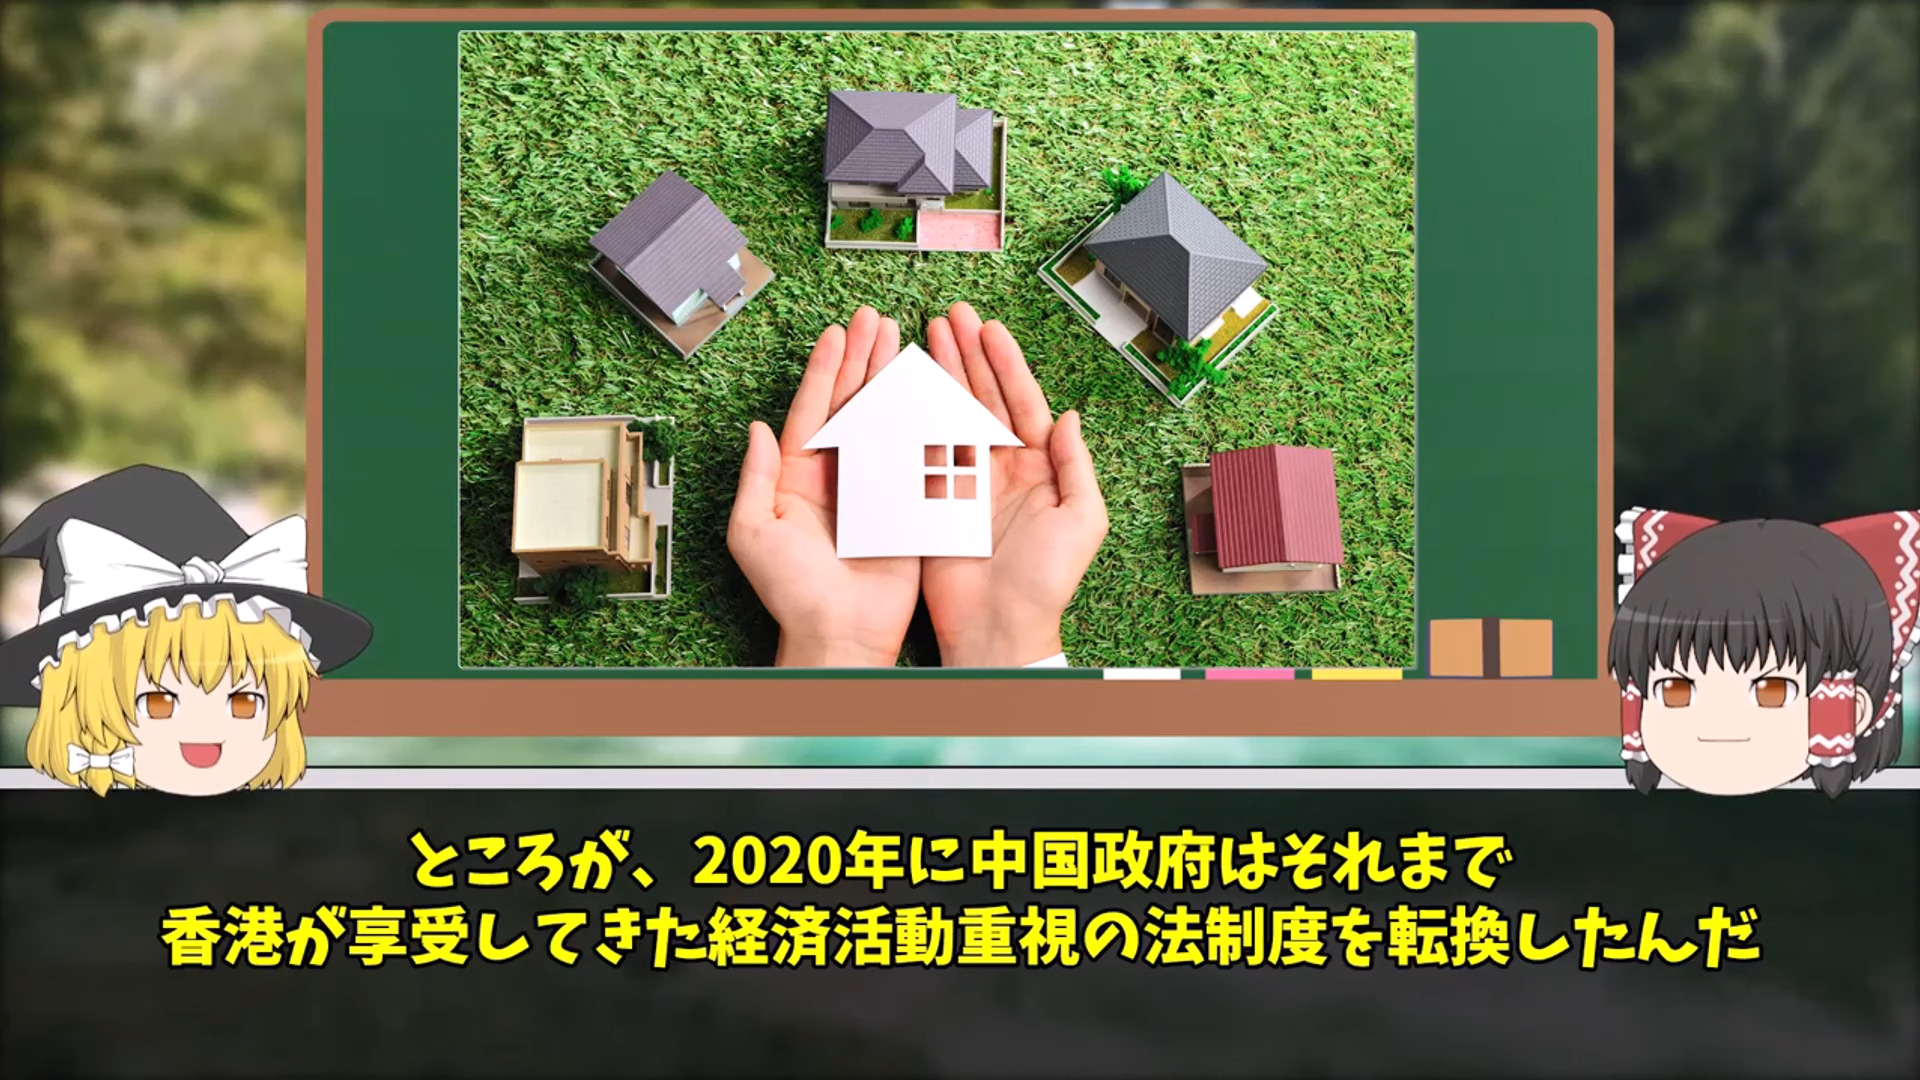 ところが、2020年に中国政府はそれまで
香港が享受してきた経済活動重視の法制度を転換したんだ